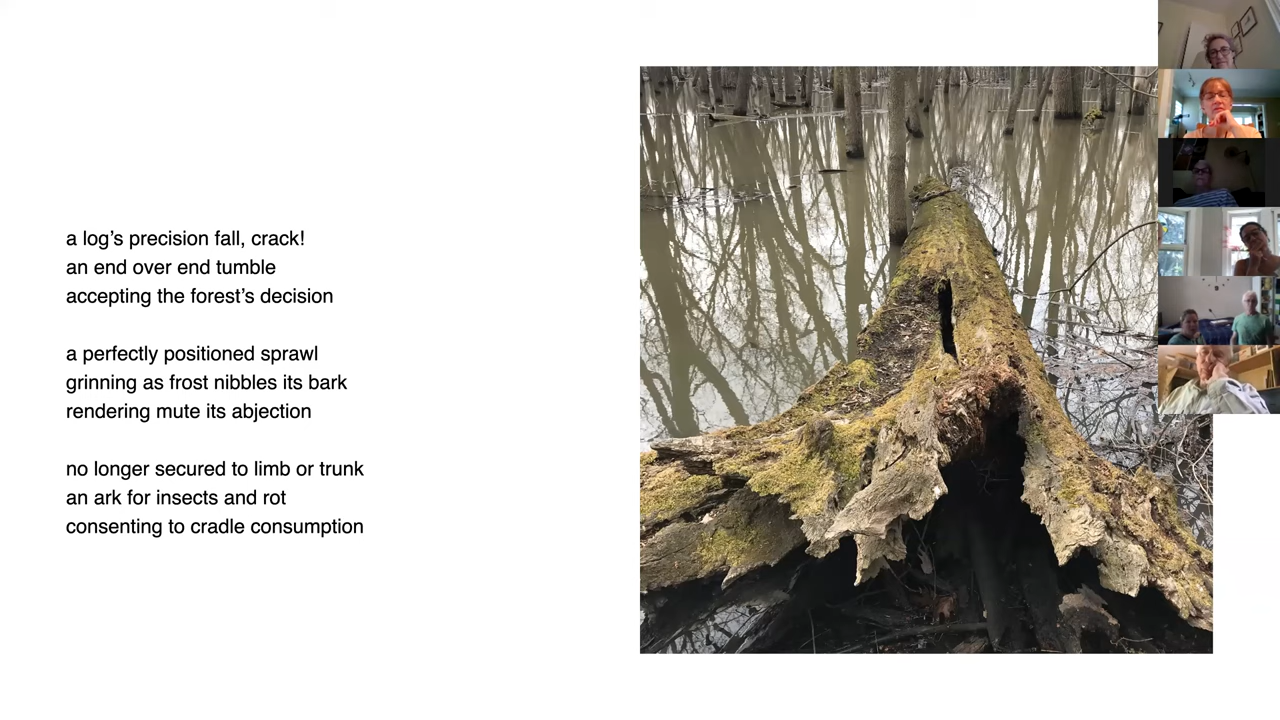 a log’s precision fall, crack!
an end over end tumble
accepting the forest’s decision
a perfectly positioned sprawl
grinning as frost nibbles its bark
rendering mute its abjection
no longer secured to limb or trunk
an ark for insects and rot
consenting to cradle consumption